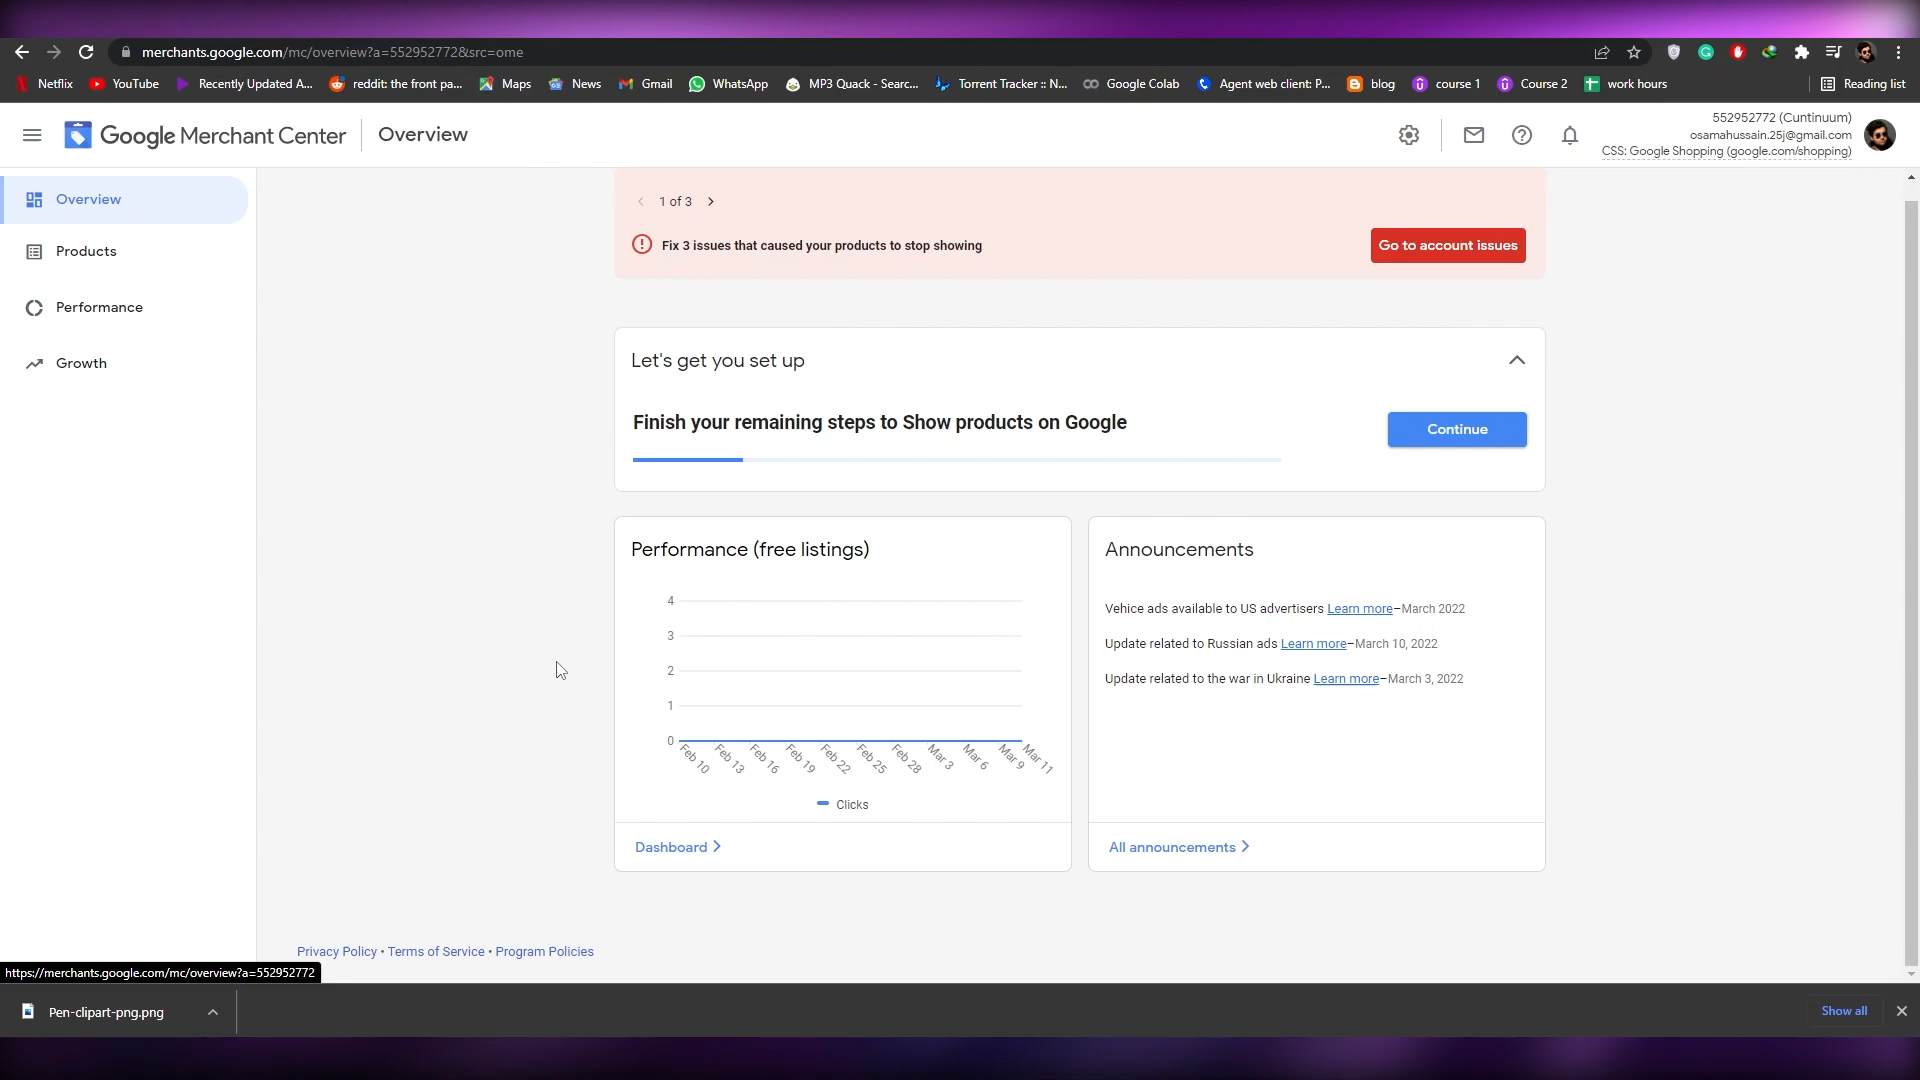 merchants.google.com/mc/overview?a=552952772&src=ome
Netflix YouTube Recently Updated A... reddit: the front pa... Maps News Gmail WhatsApp MP3 Quack - Searc... Torrent Tracker :: N... Google Colab Agent web client: P... blog course 1 Course 2 work hours Reading list
Google Merchant Center Overview
552952772 (Cuntinuum)
osamahussain.25j@gmail.com
CSS: Google Shopping (google.com/shopping)
Overview
Products
Performance
Growth
1 of 3
Fix 3 issues that caused your products to stop showing
Go to account issues
Let's get you set up
Finish your remaining steps to Show products on Google
Continue
Performance (free listings)
4
3
2
1
0
Feb 10 Feb 13 Feb 16 Feb 19 Feb 22 Feb 25 Feb 28 Mar 3 Mar 6 Mar 9 Mar 11
Clicks
Dashboard
Announcements
Vehice ads available to US advertisers Learn more–March 2022
Update related to Russian ads Learn more–March 10, 2022
Update related to the war in Ukraine Learn more–March 3, 2022
All announcements
Privacy Policy • Terms of Service • Program Policies
https://merchants.google.com/mc/overview?a=552952772
Pen-clipart-png.png
Show all